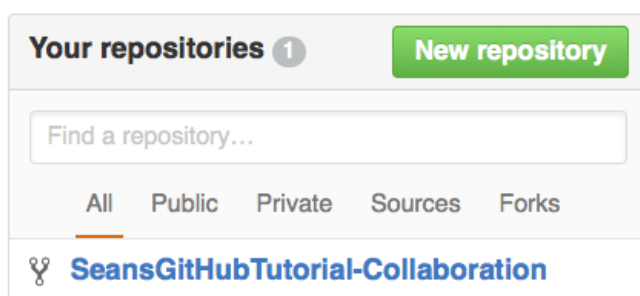 Your repositories 1 New repository
Find a repository...
All Public Private Sources Forks
SeansGitHubTutorial-Collaboration